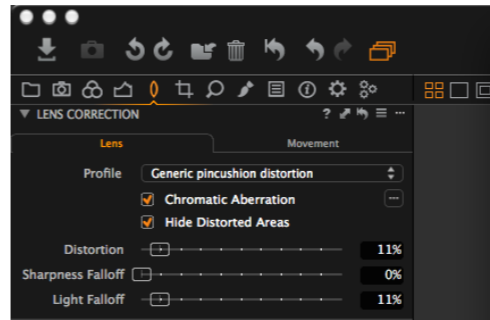 LENS CORRECTION
Lens Movement
Profile Generic pincushion distortion
Chromatic Aberration
Hide Distorted Areas
Distortion 11%
Sharpness Falloff 0%
Light Falloff 11%